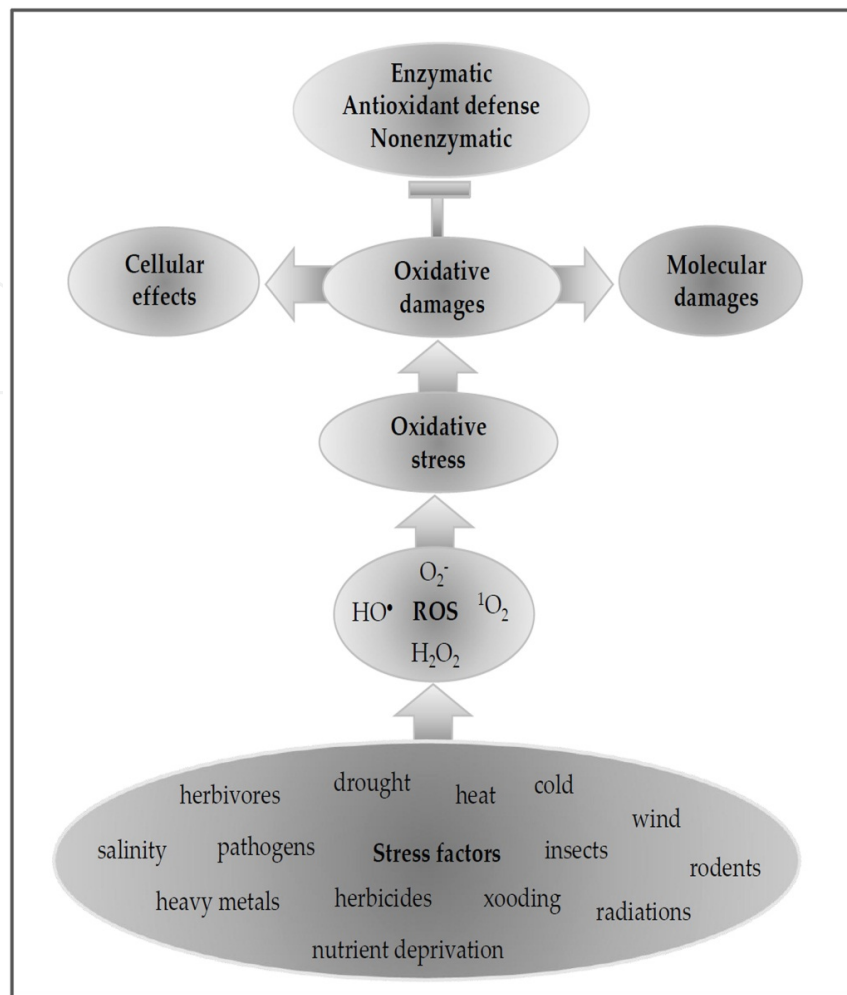 Enzymatic
Antioxidant defense
Nonenzymatic
Cellular
effects
Oxidative
damages
Molecular
damages
Oxidative
stress
O₂⁻
HO• ROS ¹O₂
H₂O₂
herbivores drought heat cold
wind
salinity pathogens Stress factors insects
rodents
heavy metals herbicides xooding radiations
nutrient deprivation